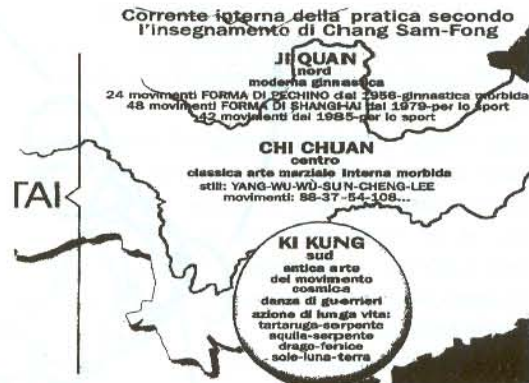 Corrente interna della pratica secondo
l'insegnamento di Chang Sam-Fong
JI QUAN
nord
moderna ginnastica
24 movimenti FORMA DI PECHINO dal 1956-ginnastica morbida
48 movimenti FORMA DI SHANGHAI dal 1979-per lo sport
42 movimenti dal 1985-per lo sport
CHI CHUAN
centro
classica arte marziale interna morbida
stili: YANG-WU-WÙ-SUN-CHENG-LEE
movimenti: 88-37-54-108...
TAI
KI KUNG
sud
antica arte
del movimento
cosmica
danza di guerrieri
azione di lunga vita:
tartaruga-serpente
aquila-serpente
drago-fenice
sole-luna-terra